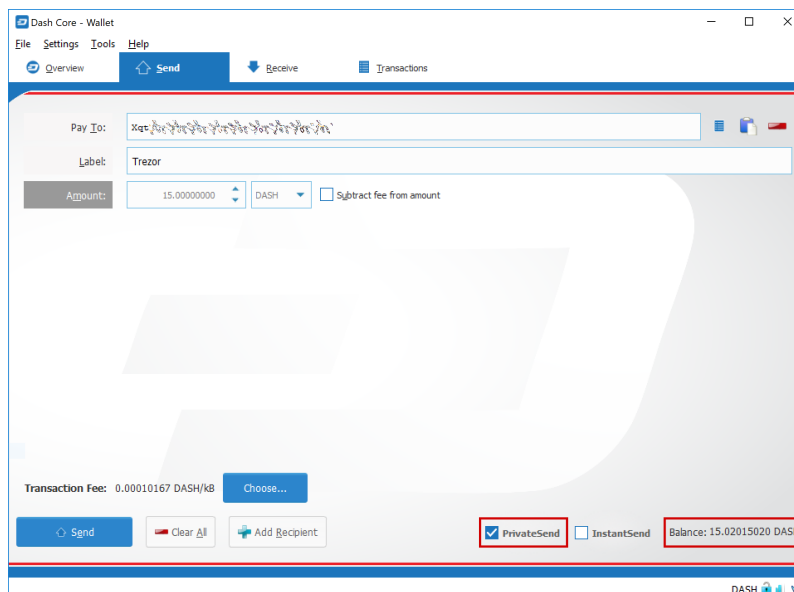 Dash Core - Wallet
File Settings Tools Help
Overview Send Receive Transactions
Pay To: Xqt
Label: Trezor
Amount: 15.00000000 DASH Subtract fee from amount
Transaction Fee: 0.00010167 DASH/kB Choose...
Send Clear All Add Recipient PrivateSend InstantSend Balance: 15.02015020 DAS
DASH